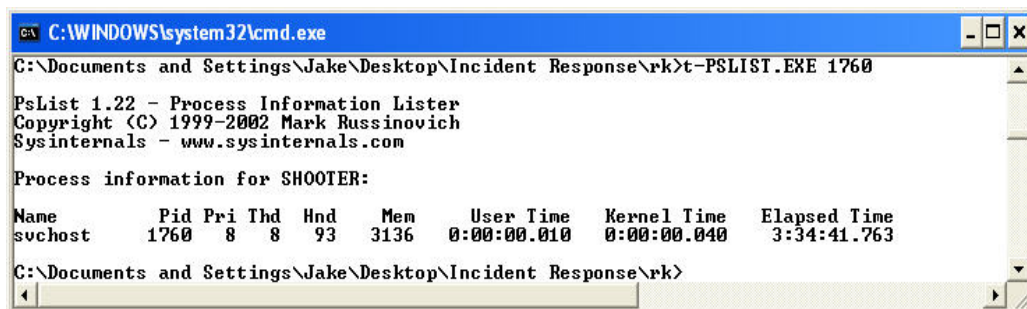 C:\WINDOWS\system32\cmd.exe
C:\Documents and Settings\Jake\Desktop\Incident Response\rk>t-PSLIST.EXE 1760
PsList 1.22 - Process Information Lister
Copyright (C) 1999-2002 Mark Russinovich
Sysinternals - www.sysinternals.com
Process information for SHOOTER:
Name Pid Pri Thd Hnd Mem User Time Kernel Time Elapsed Time
svchost 1760 8 8 93 3136 0:00:00.010 0:00:00.040 3:34:41.763
C:\Documents and Settings\Jake\Desktop\Incident Response\rk>